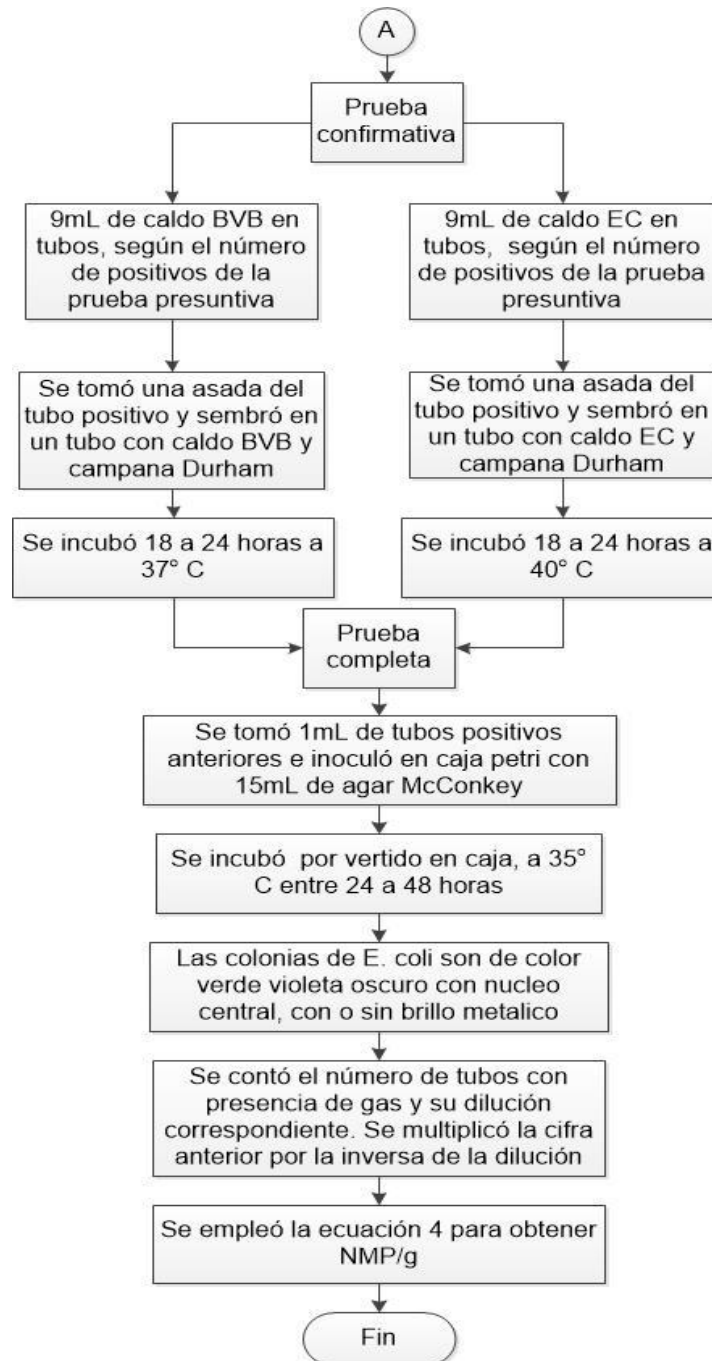 A
Prueba
confirmativa
9mL de caldo BVB en
tubos, según el número
de positivos de la
prueba presuntiva
9mL de caldo EC en
tubos, según el número
de positivos de la prueba
presuntiva
Se tomó una asada del
tubo positivo y sembró en
un tubo con caldo BVB y
campana Durham
Se tomó una asada del
tubo positivo y sembró en
un tubo con caldo EC y
campana Durham
Se incubó 18 a 24 horas a
37° C
Se incubó 18 a 24 horas a
40° C
Prueba
completa
Se tomó 1mL de tubos positivos
anteriores e inoculó en caja petri con
15mL de agar McConkey
Se incubó por vertido en caja, a 35°
C entre 24 a 48 horas
Las colonias de E. coli son de color
verde violeta oscuro con nucleo
central, con o sin brillo metalico
Se contó el número de tubos con
presencia de gas y su dilución
correspondiente. Se multiplicó la cifra
anterior por la inversa de la dilución
Se empleó la ecuación 4 para obtener
NMP/g
Fin